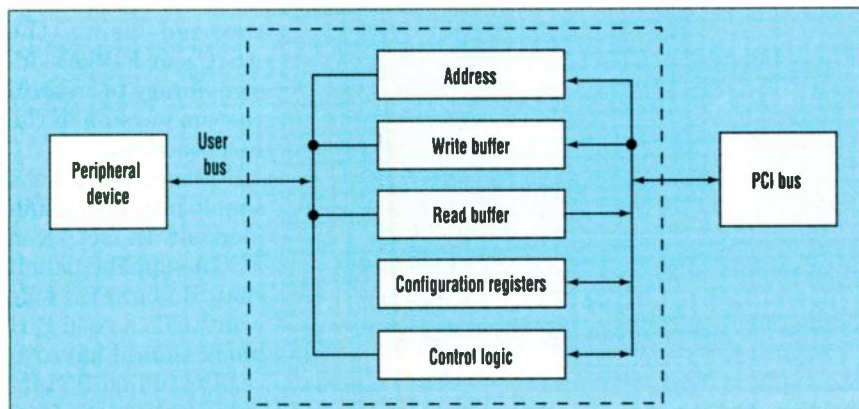 Address
Write buffer
Read buffer
Configuration registers
Control logic
Peripheral
device
User
bus
PCI bus